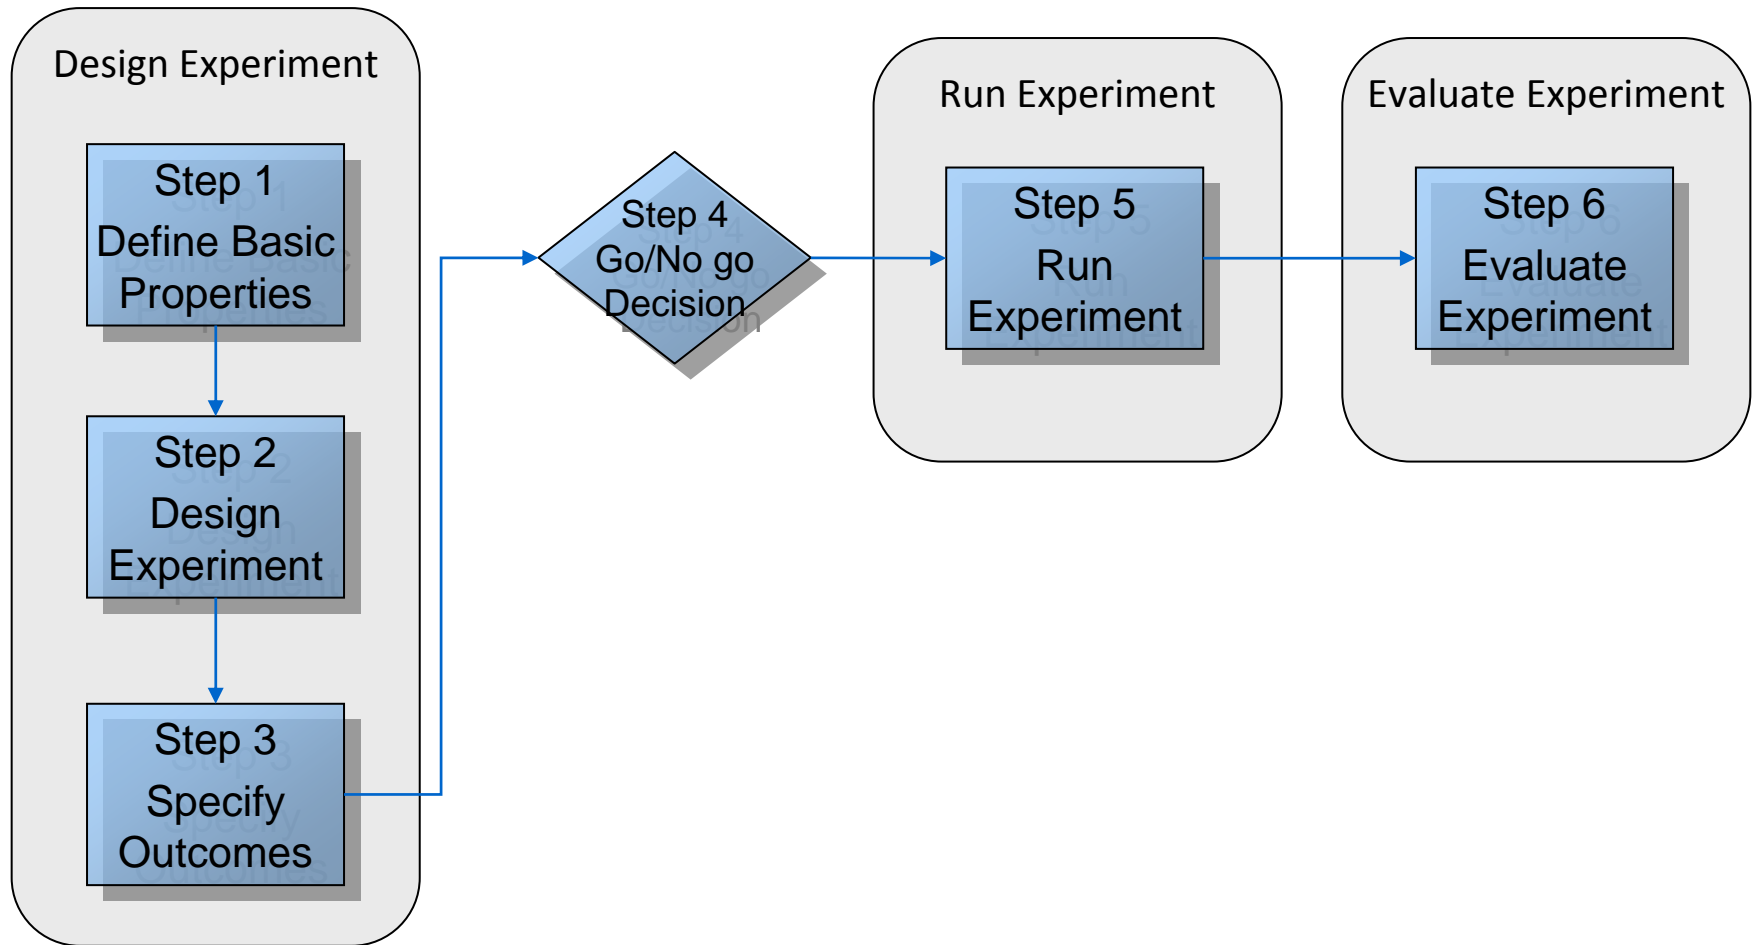 Design Experiment
Step 1
Define Basic
Properties
Step 2
Design
Experiment
Step 3
Specify
Outcomes
Step 4
Go/No go
Decision
Run Experiment
Step 5
Run
Experiment
Evaluate Experiment
Step 6
Evaluate
Experiment